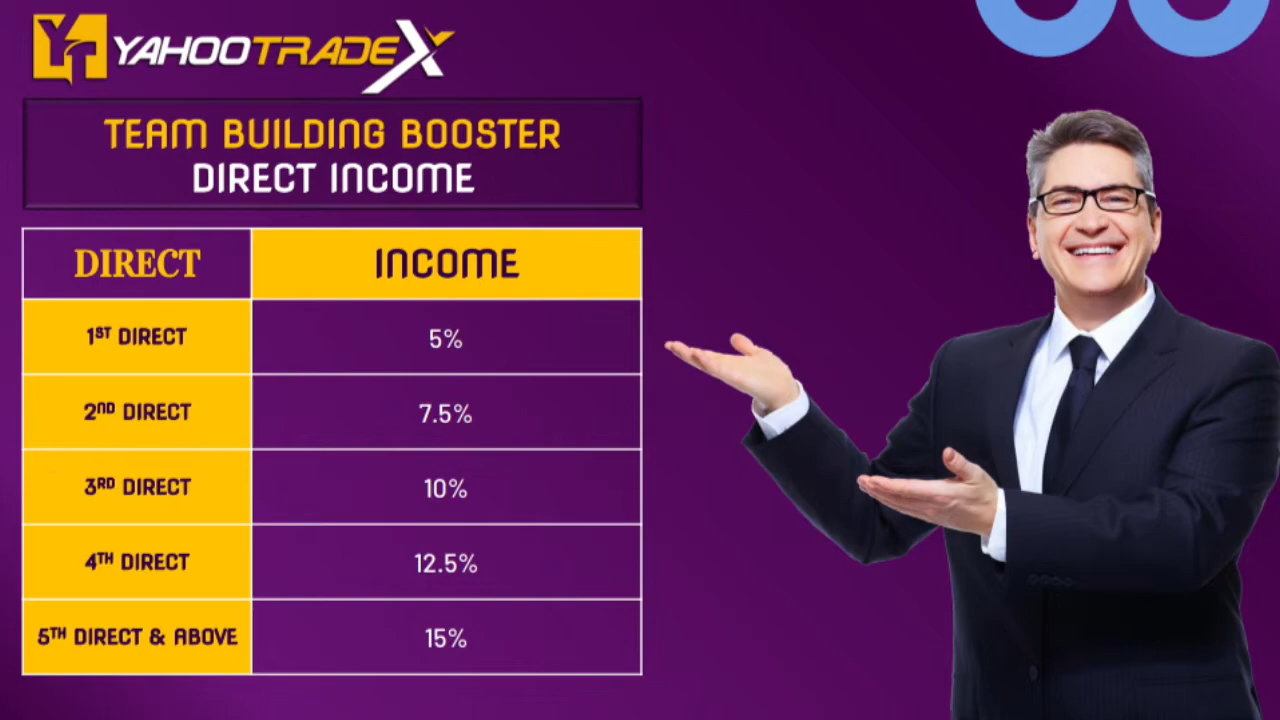 YT YAHOOTRADEX
TEAM BUILDING BOOSTER
DIRECT INCOME
DIRECT INCOME
1ST DIRECT 5%
2ND DIRECT 7.5%
3RD DIRECT 10%
4TH DIRECT 12.5%
5TH DIRECT & ABOVE 15%